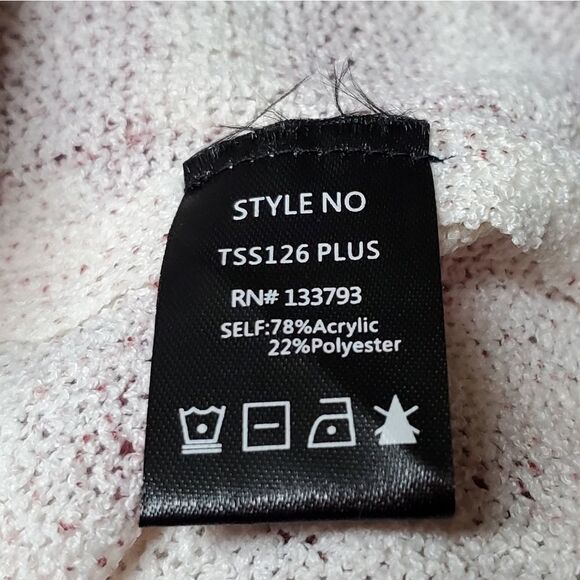 STYLE NO
TSS126 PLUS
RN# 133793
SELF:78%Acrylic
22%Polyester